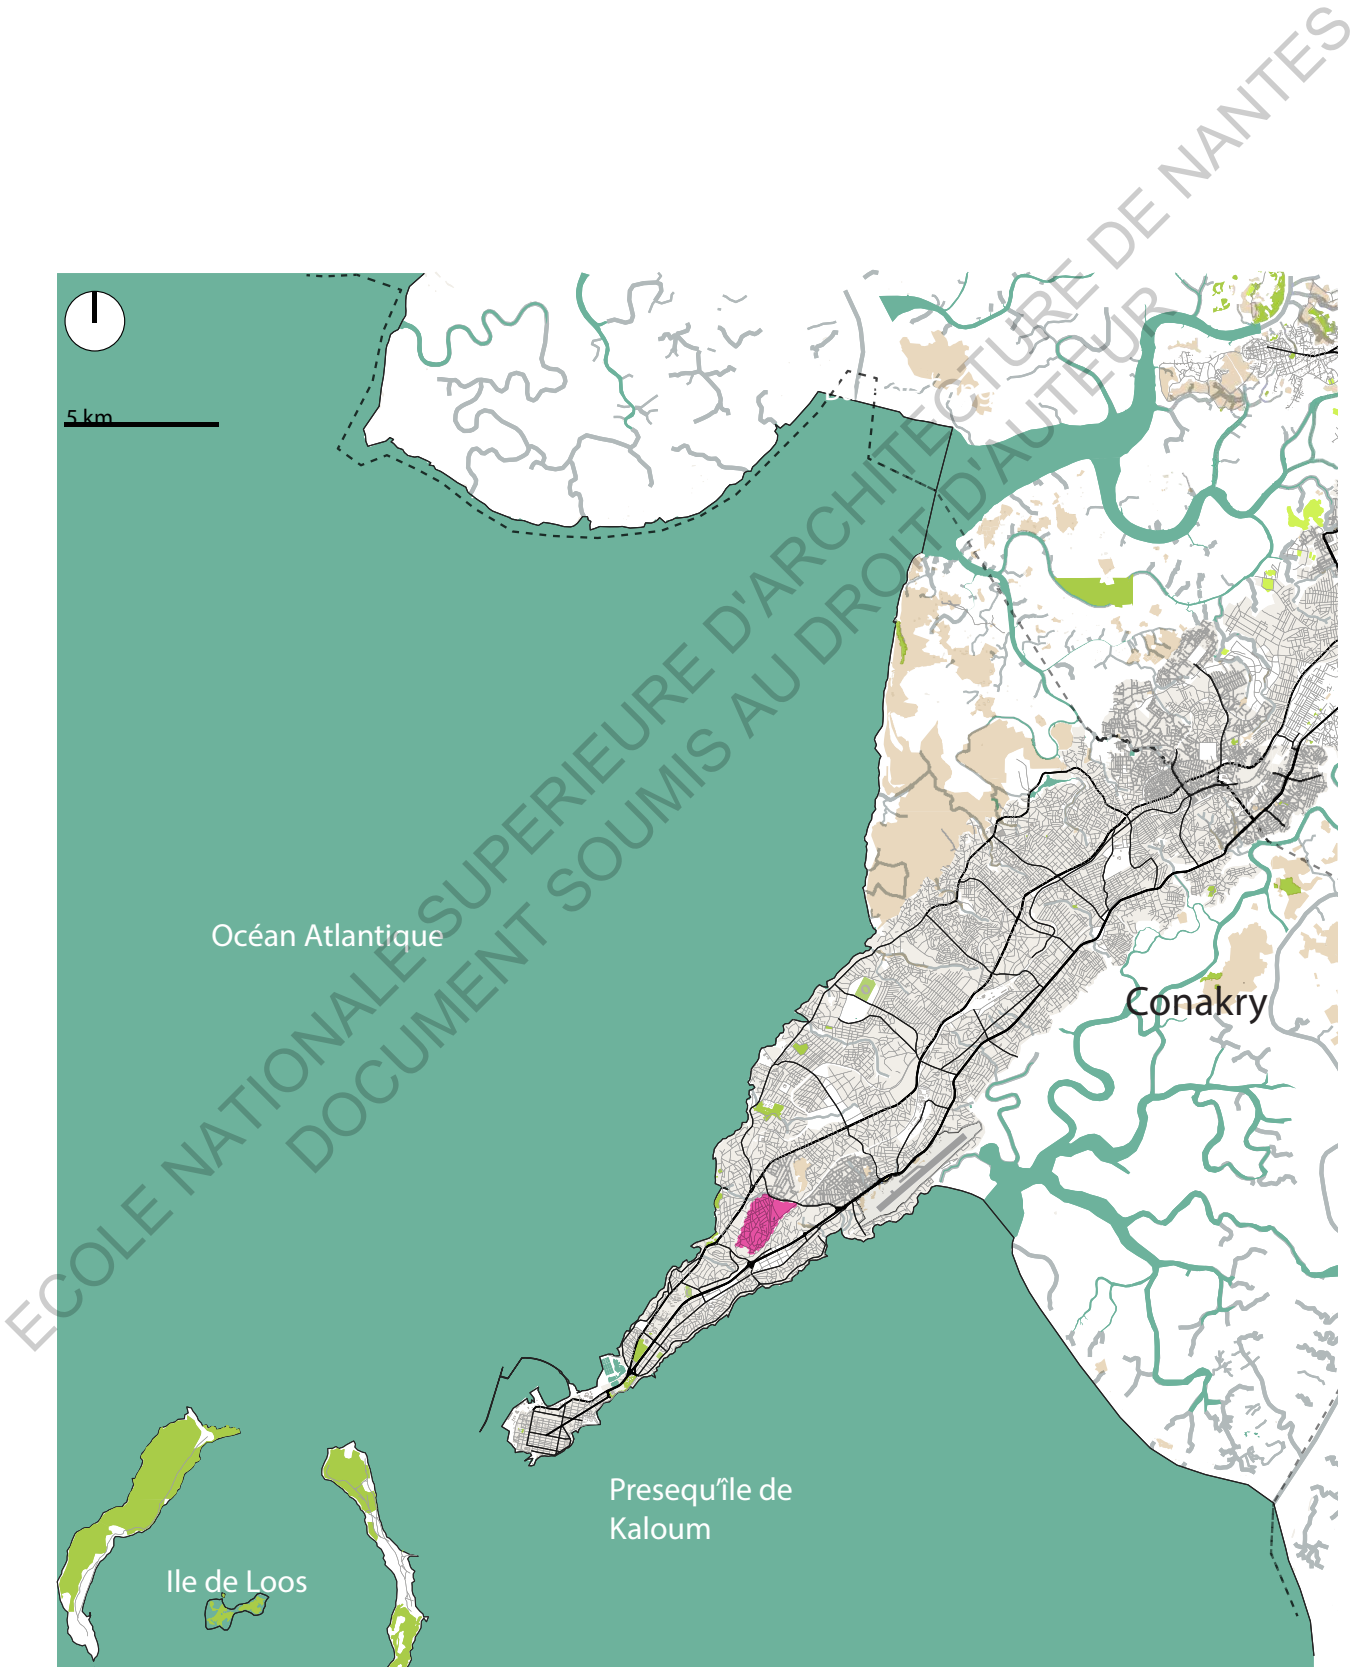 ECOLE NATIONALE SUPERIEURE D'ARCHITECTURE DE NANTES
DOCUMENT SOUMIS AU DROIT D'AUTEUR
5 km
Océan Atlantique
Conakry
Presequ'île de
Kaloum
Ile de Loos